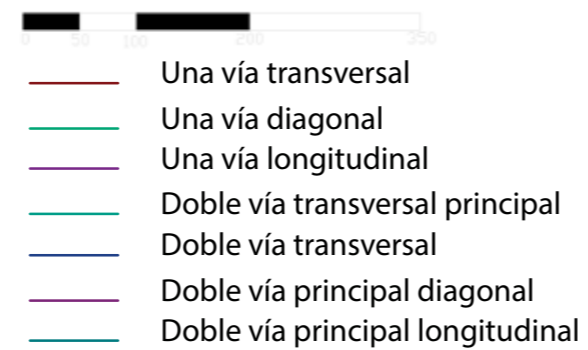 0 50 100 200 350
Una vía transversal
Una vía diagonal
Una vía longitudinal
Doble vía transversal principal
Doble vía transversal
Doble vía principal diagonal
Doble vía principal longitudinal